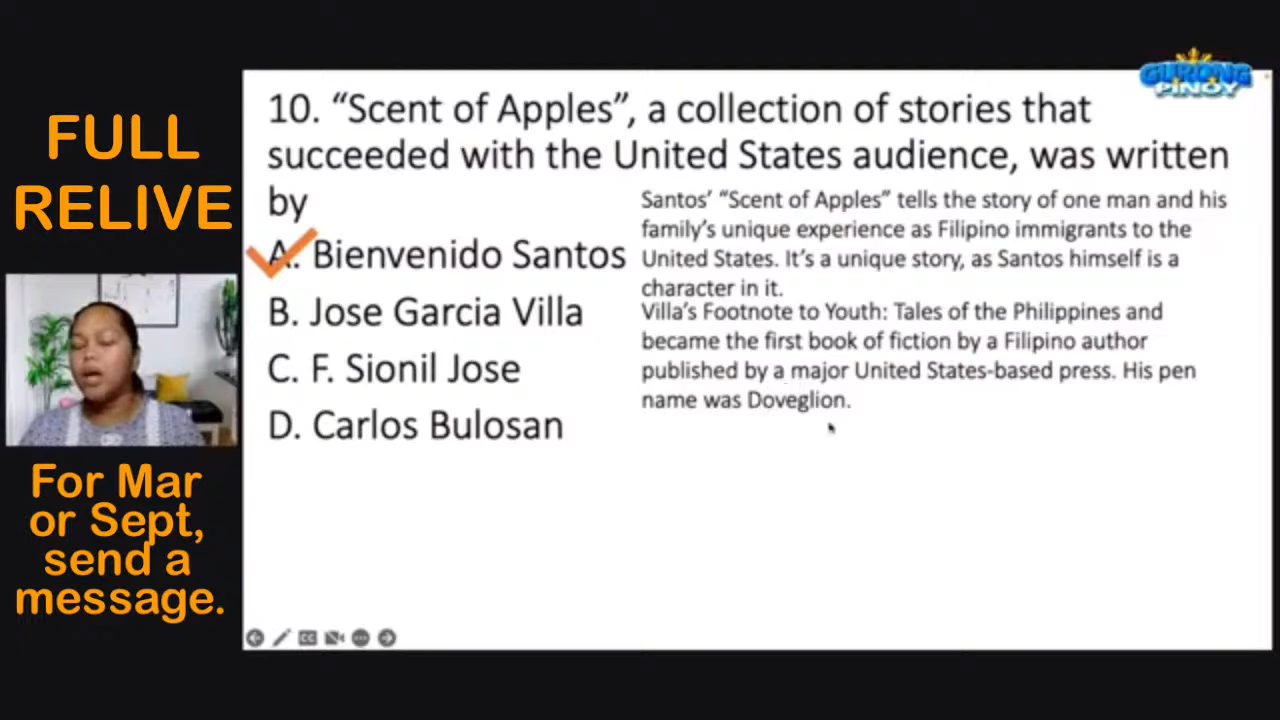 GURONG
PINOY
FULL
RELIVE
10. “Scent of Apples”, a collection of stories that
succeeded with the United States audience, was written
by
A. Bienvenido Santos
B. Jose Garcia Villa
C. F. Sionil Jose
D. Carlos Bulosan
Santos’ “Scent of Apples” tells the story of one man and his
family’s unique experience as Filipino immigrants to the
United States. It’s a unique story, as Santos himself is a
character in it.
Villa’s Footnote to Youth: Tales of the Philippines and
became the first book of fiction by a Filipino author
published by a major United States-based press. His pen
name was Doveglion.
For Mar
or Sept,
send a
message.
CC